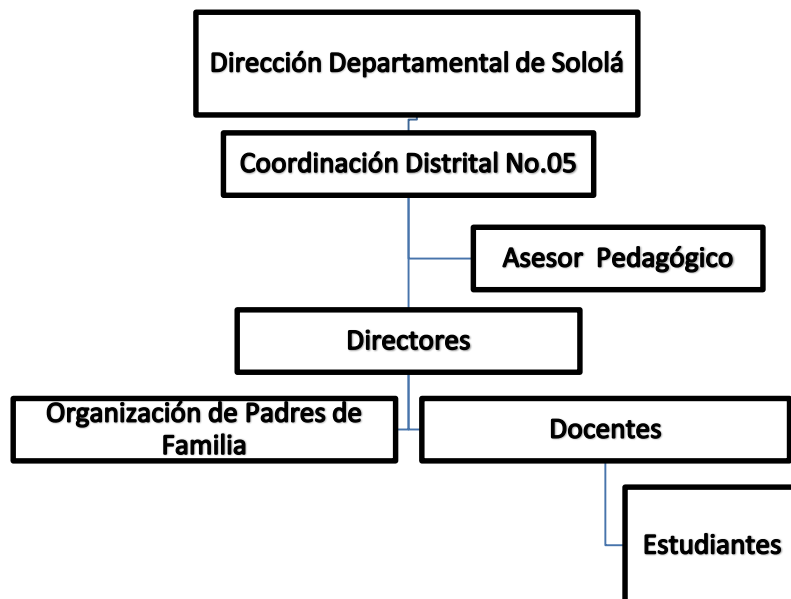 Dirección Departamental de Sololá
Coordinación Distrital No.05
Asesor Pedagógico
Directores
Organización de Padres de
Familia
Docentes
Estudiantes